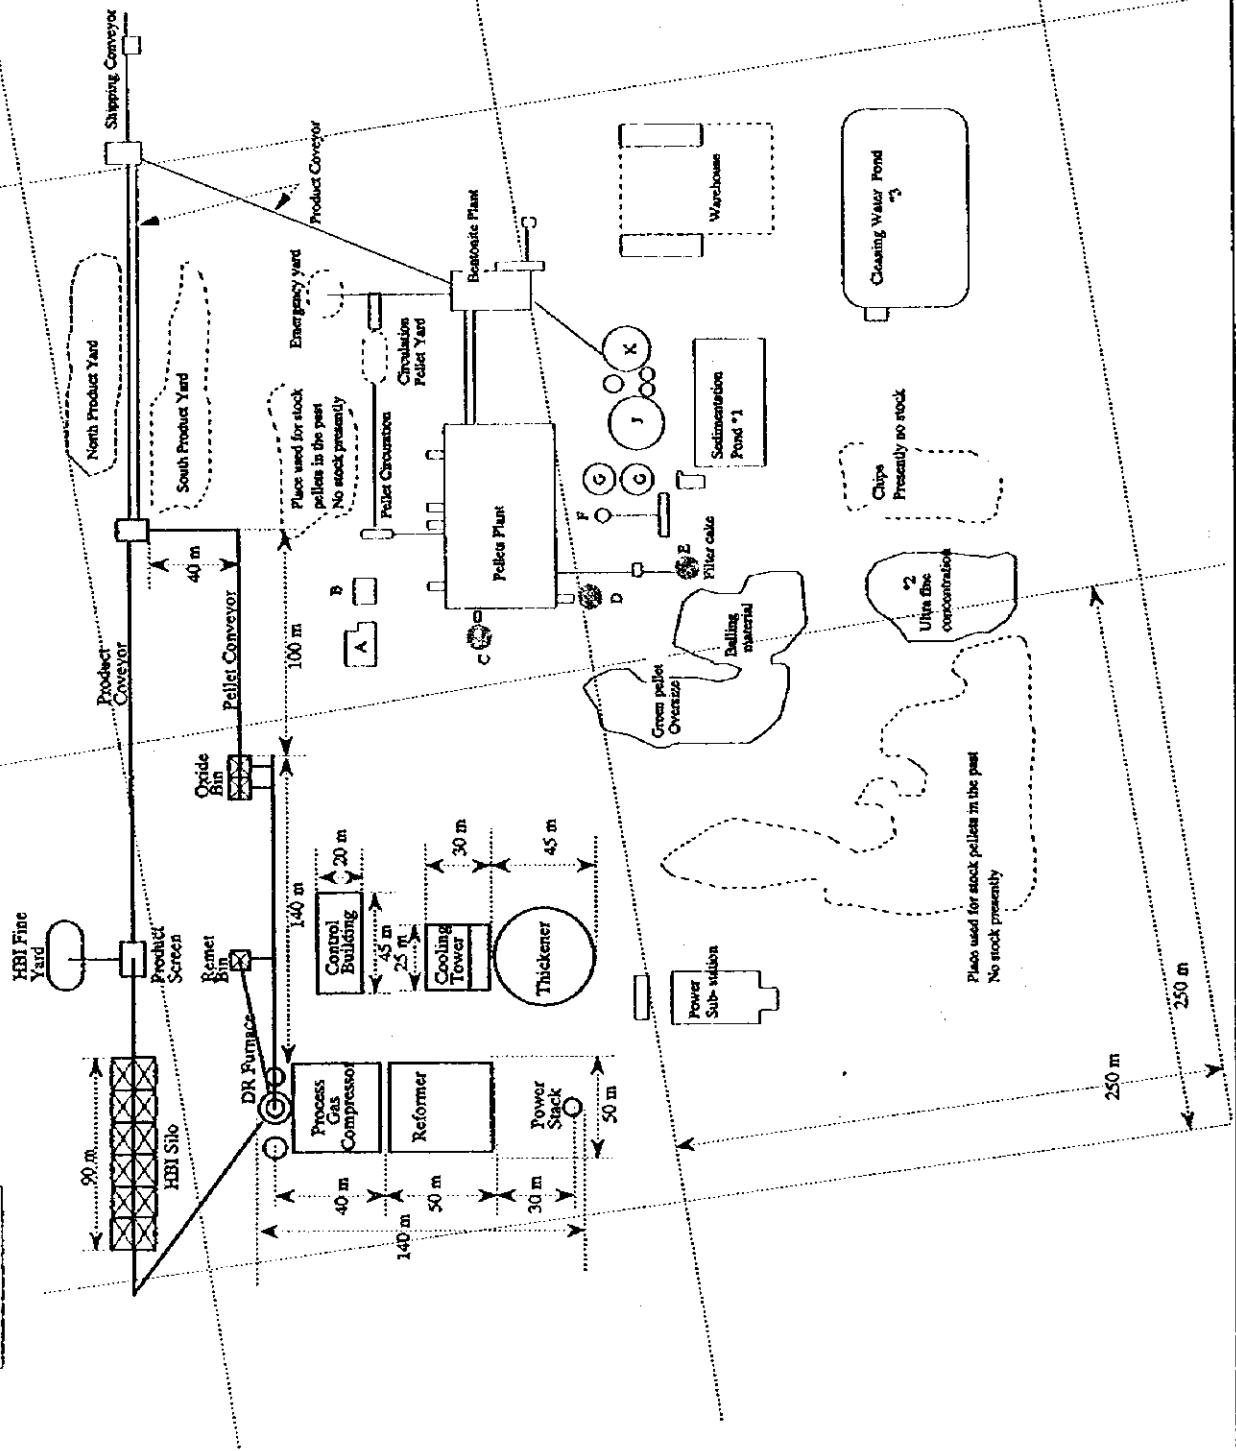 Shipping Conveyor
Product Conveyor
North Product Yard
South Product Yard
Emergency yard
Bentonite Plant
Warehouse
Cleaning Water Pond
*3
Circulation
Pellet Yard
Place used for stock
pellets in the past
No stock presently
Pellet Circuration
K
J
Sedimentation
Pond *1
G
G
F
Pellets Plant
Chips
Presently no stock
40 m
B
A
100 m
C
D
E
Filter cake
*2
Ultra fine
concentration
Balling
material
Green pellet
Oversize
Product
Coveyor
Pellet Conveyor
Oxide
Bin
HBI Fine
Yard
Product
Screen
Remet
Bin
140 m
20 m
Control
Building
45 m
25 m
30 m
Cooling
Tower
45 m
Thickener
Power
Sub- station
Place used for stock pellets in the past
No stock presently
250 m
250 m
90 m
HBI Silo
DR Furnace
Process
Gas
Compressor
Reformer
Power
Stack
50 m
40 m
50 m
30 m
140 m